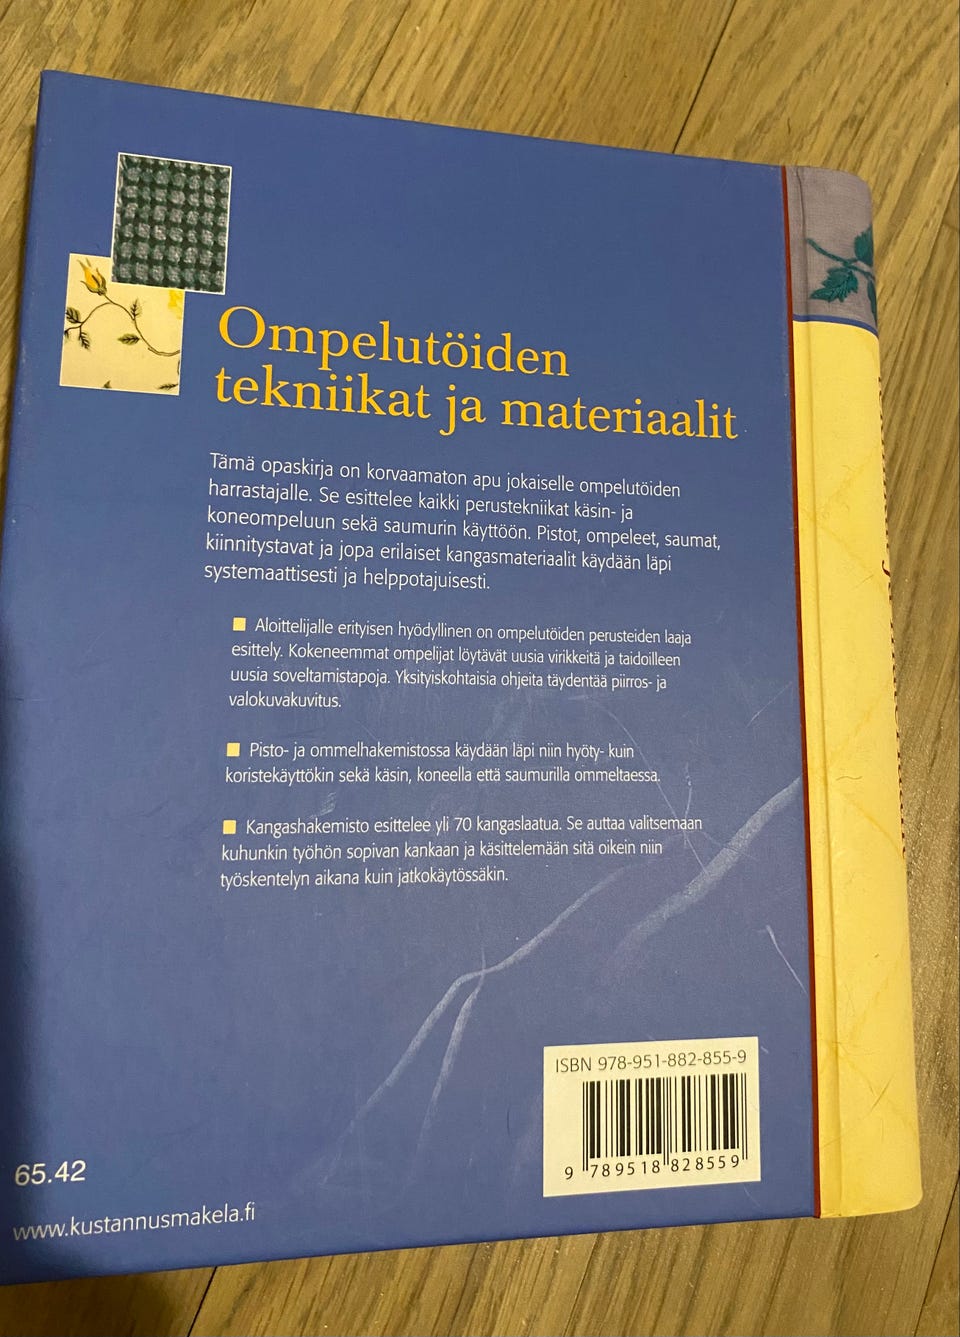 Ompelutöiden
tekniikat ja materiaalit
Tämä opaskirja on korvaamaton apu jokaiselle ompelutöiden
harrastajalle. Se esittelee kaikki perustekniikat käsin- ja
koneompeluun sekä saumurin käyttöön. Pistot, ompeleet, saumat,
kiinnitystavat ja jopa erilaiset kangasmateriaalit käydään läpi
systemaattisesti ja helppotajuisesti.
■ Aloittelijalle erityisen hyödyllinen on ompelutöiden perusteiden laaja
esittely. Kokeneemmat ompelijat löytävät uusia virikkeitä ja taidoilleen
uusia soveltamistapoja. Yksityiskohtaisia ohjeita täydentää piirros- ja
valokuvakuvitus.
■ Pisto- ja ommelhakemistossa käydään läpi niin hyöty- kuin
koristekäyttökin sekä käsin, koneella että saumurilla ommeltaessa.
■ Kangashakemisto esittelee yli 70 kangaslaatua. Se auttaa valitsemaan
kuhunkin työhön sopivan kankaan ja käsittelemään sitä oikein niin
työskentelyn aikana kuin jatkokäytössäkin.
ISBN 978-951-882-855-9
9 789518 828559
65.42
www.kustannusmakela.fi